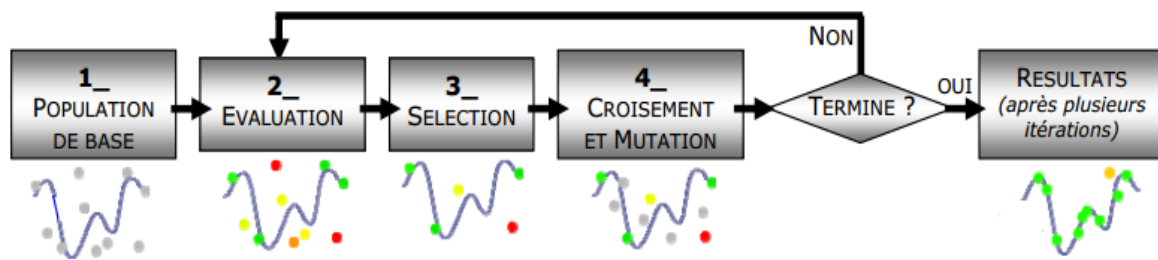 NON
1_
POPULATION
DE BASE
2_
EVALUATION
3_
SELECTION
4_
CROISEMENT
ET MUTATION
TERMINE ?
OUI
RESULTATS
(après plusieurs
itérations)